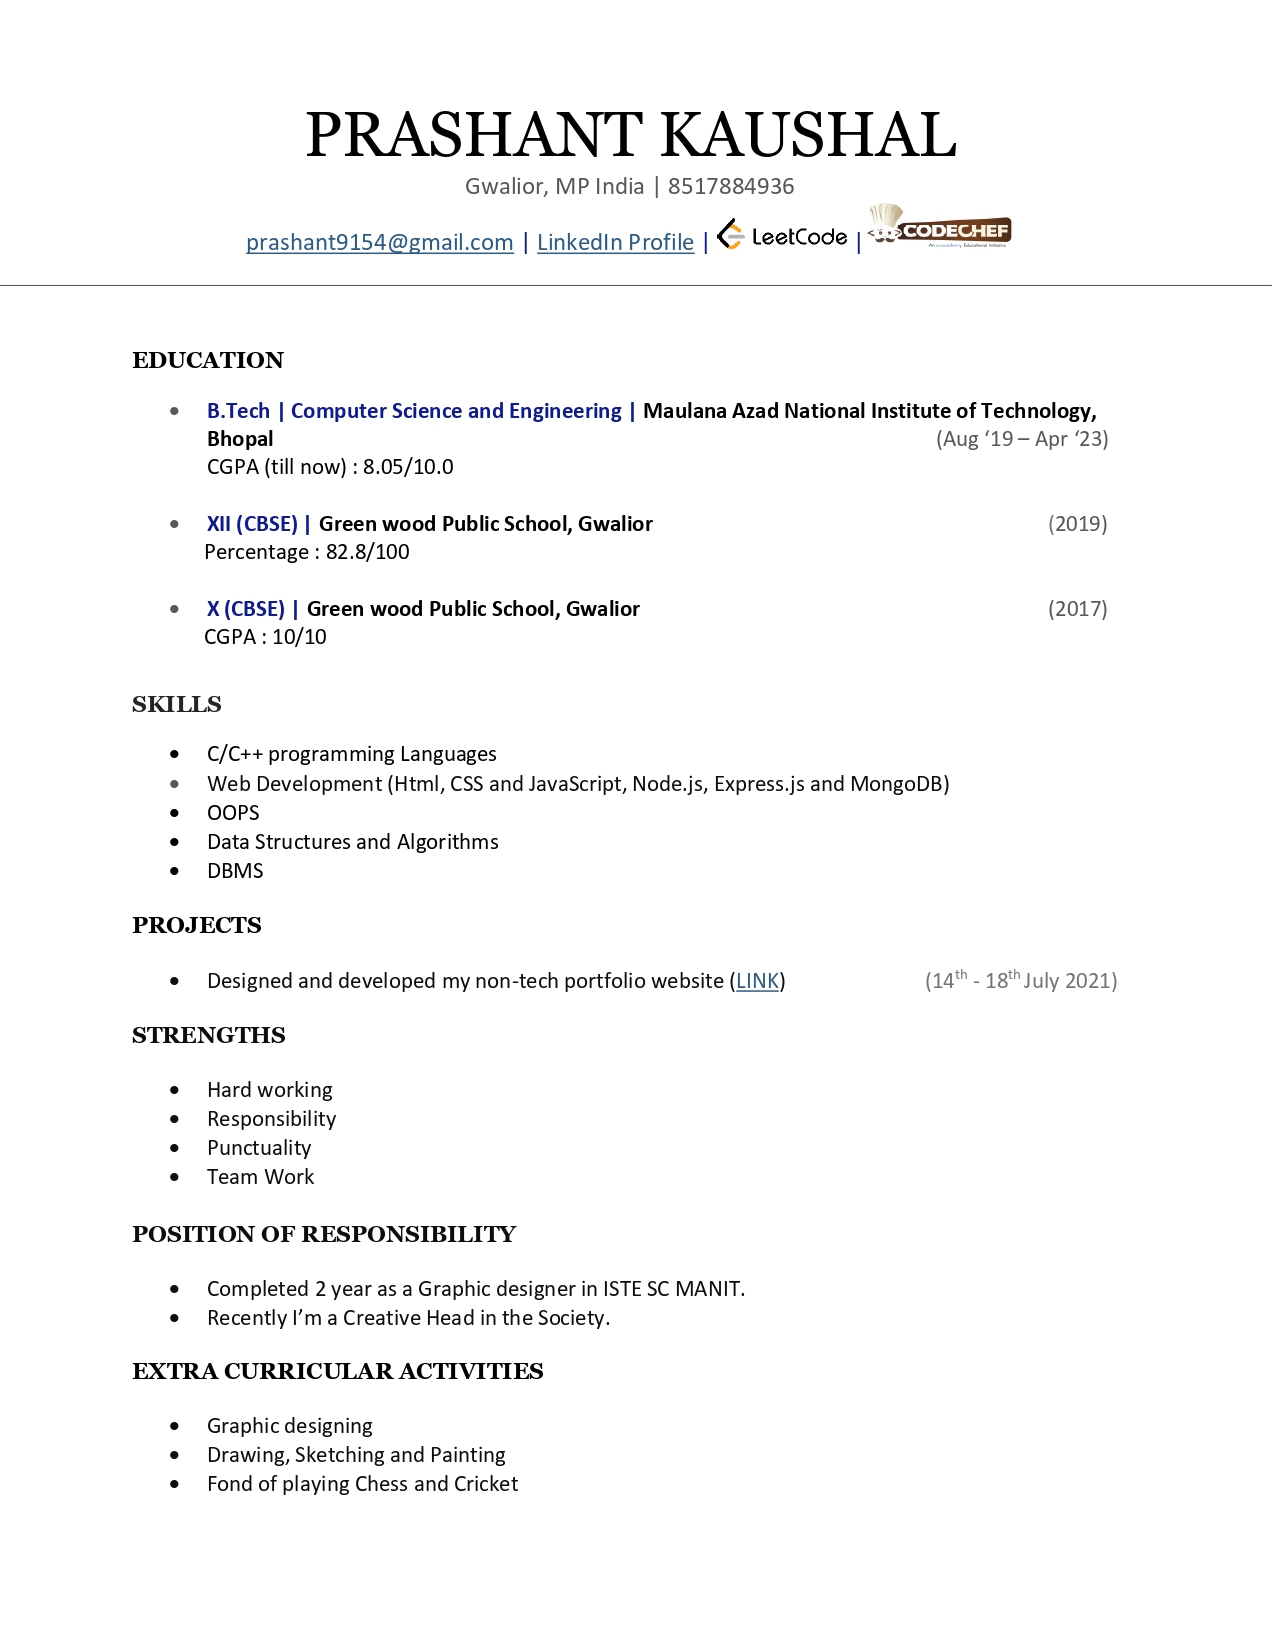 PRASHANT KAUSHAL
Gwalior, MP India | 8517884936
prashant9154@gmail.com | LinkedIn Profile | LeetCode | CODECHEF
An unacademy Educational Initiative
EDUCATION
• B.Tech | Computer Science and Engineering | Maulana Azad National Institute of Technology,
Bhopal (Aug ‘19 – Apr ‘23)
CGPA (till now) : 8.05/10.0
• XII (CBSE) | Green wood Public School, Gwalior (2019)
Percentage : 82.8/100
• X (CBSE) | Green wood Public School, Gwalior (2017)
CGPA : 10/10
SKILLS
• C/C++ programming Languages
• Web Development (Html, CSS and JavaScript, Node.js, Express.js and MongoDB)
• OOPS
• Data Structures and Algorithms
• DBMS
PROJECTS
• Designed and developed my non-tech portfolio website (LINK) (14th - 18th July 2021)
STRENGTHS
• Hard working
• Responsibility
• Punctuality
• Team Work
POSITION OF RESPONSIBILITY
• Completed 2 year as a Graphic designer in ISTE SC MANIT.
• Recently I’m a Creative Head in the Society.
EXTRA CURRICULAR ACTIVITIES
• Graphic designing
• Drawing, Sketching and Painting
• Fond of playing Chess and Cricket